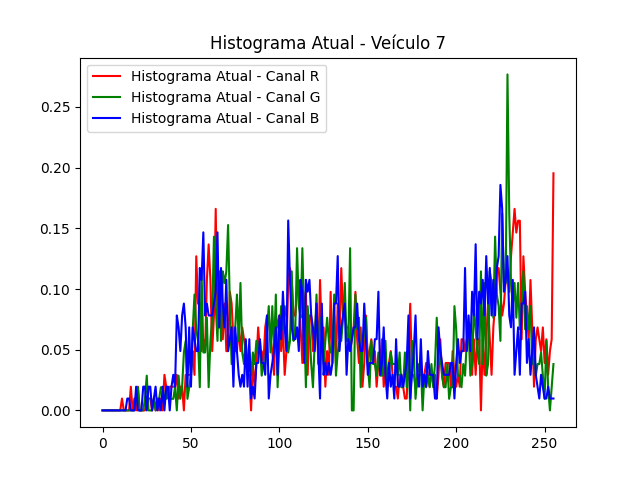 Histograma Atual - Veículo 7
Histograma Atual - Canal R
Histograma Atual - Canal G
Histograma Atual - Canal B
0.25
0.20
0.15
0.10
0.05
0.00
0 50 100 150 200 250